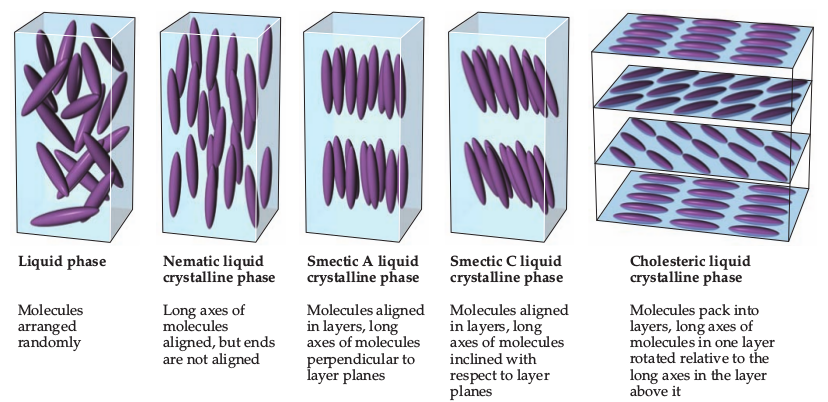 Liquid phase
Molecules
arranged
randomly
Nematic liquid
crystalline phase
Long axes of
molecules
aligned, but ends
are not aligned
Smectic A liquid
crystalline phase
Molecules aligned
in layers, long
axes of molecules
perpendicular to
layer planes
Smectic C liquid
crystalline phase
Molecules aligned
in layers, long
axes of molecules
inclined with
respect to layer
planes
Cholesteric liquid
crystalline phase
Molecules pack into
layers, long axes of
molecules in one layer
rotated relative to the
long axes in the layer
above it